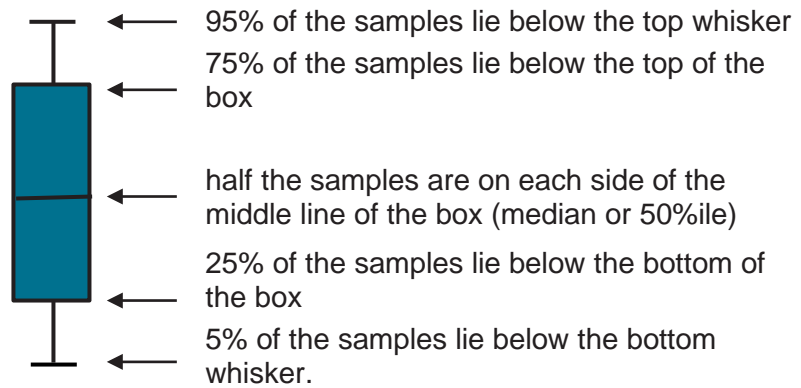 95% of the samples lie below the top whisker
75% of the samples lie below the top of the
box
half the samples are on each side of the
middle line of the box (median or 50%ile)
25% of the samples lie below the bottom of
the box
5% of the samples lie below the bottom
whisker.